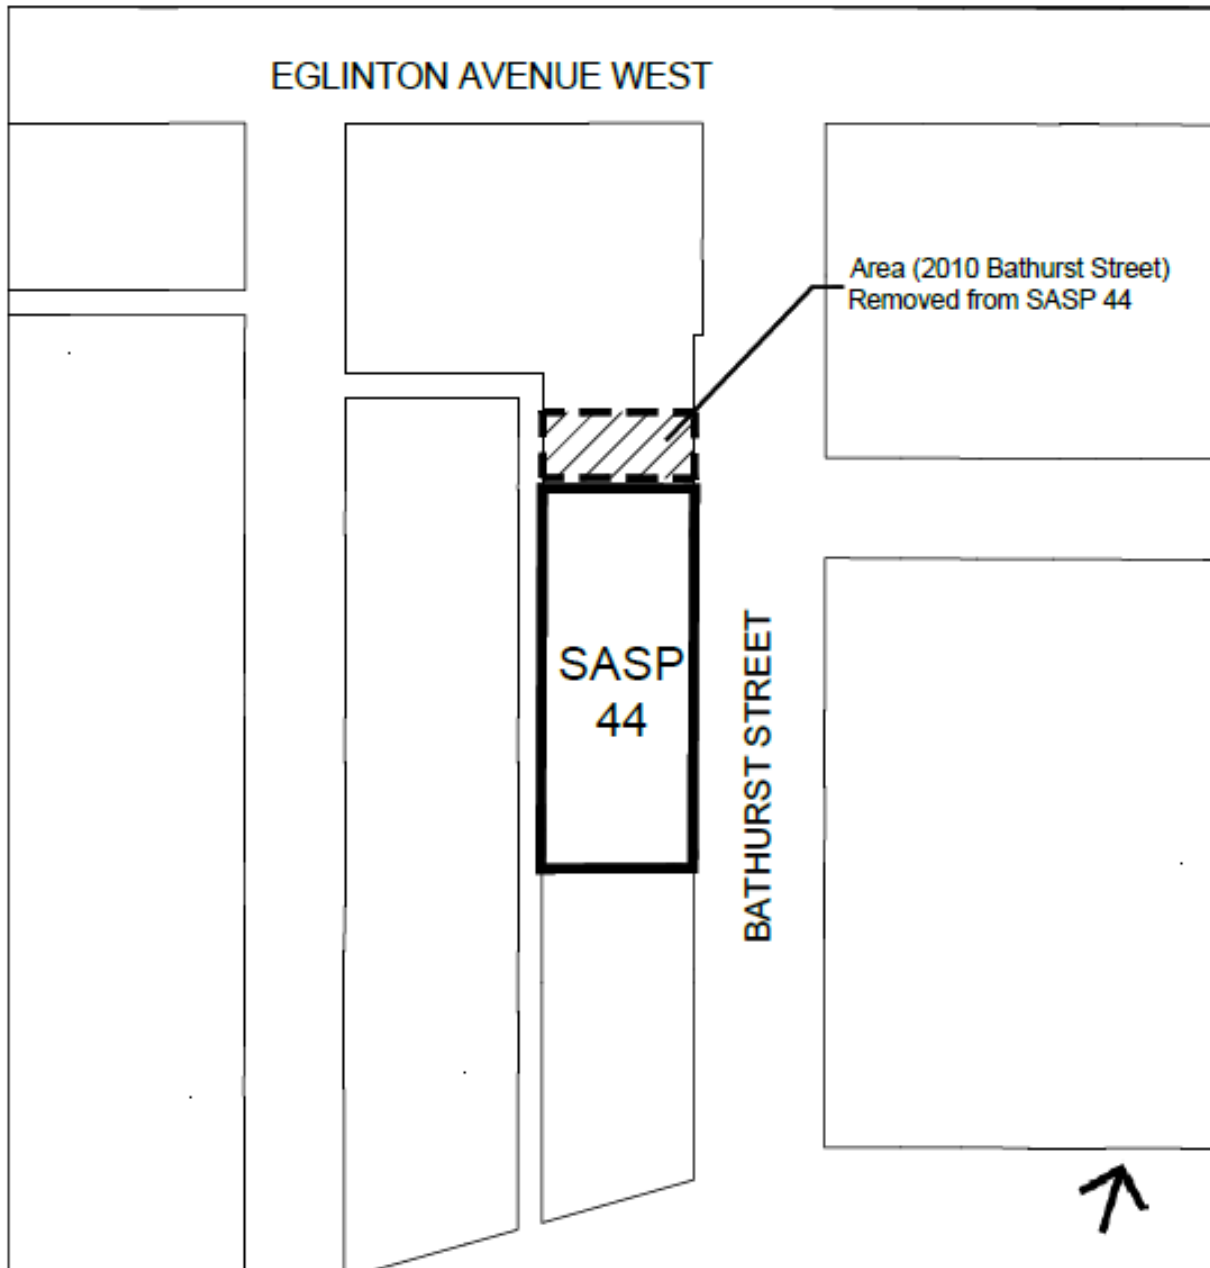 EGLINTON AVENUE WEST
Area (2010 Bathurst Street)
Removed from SASP 44
SASP
44
BATHURST STREET